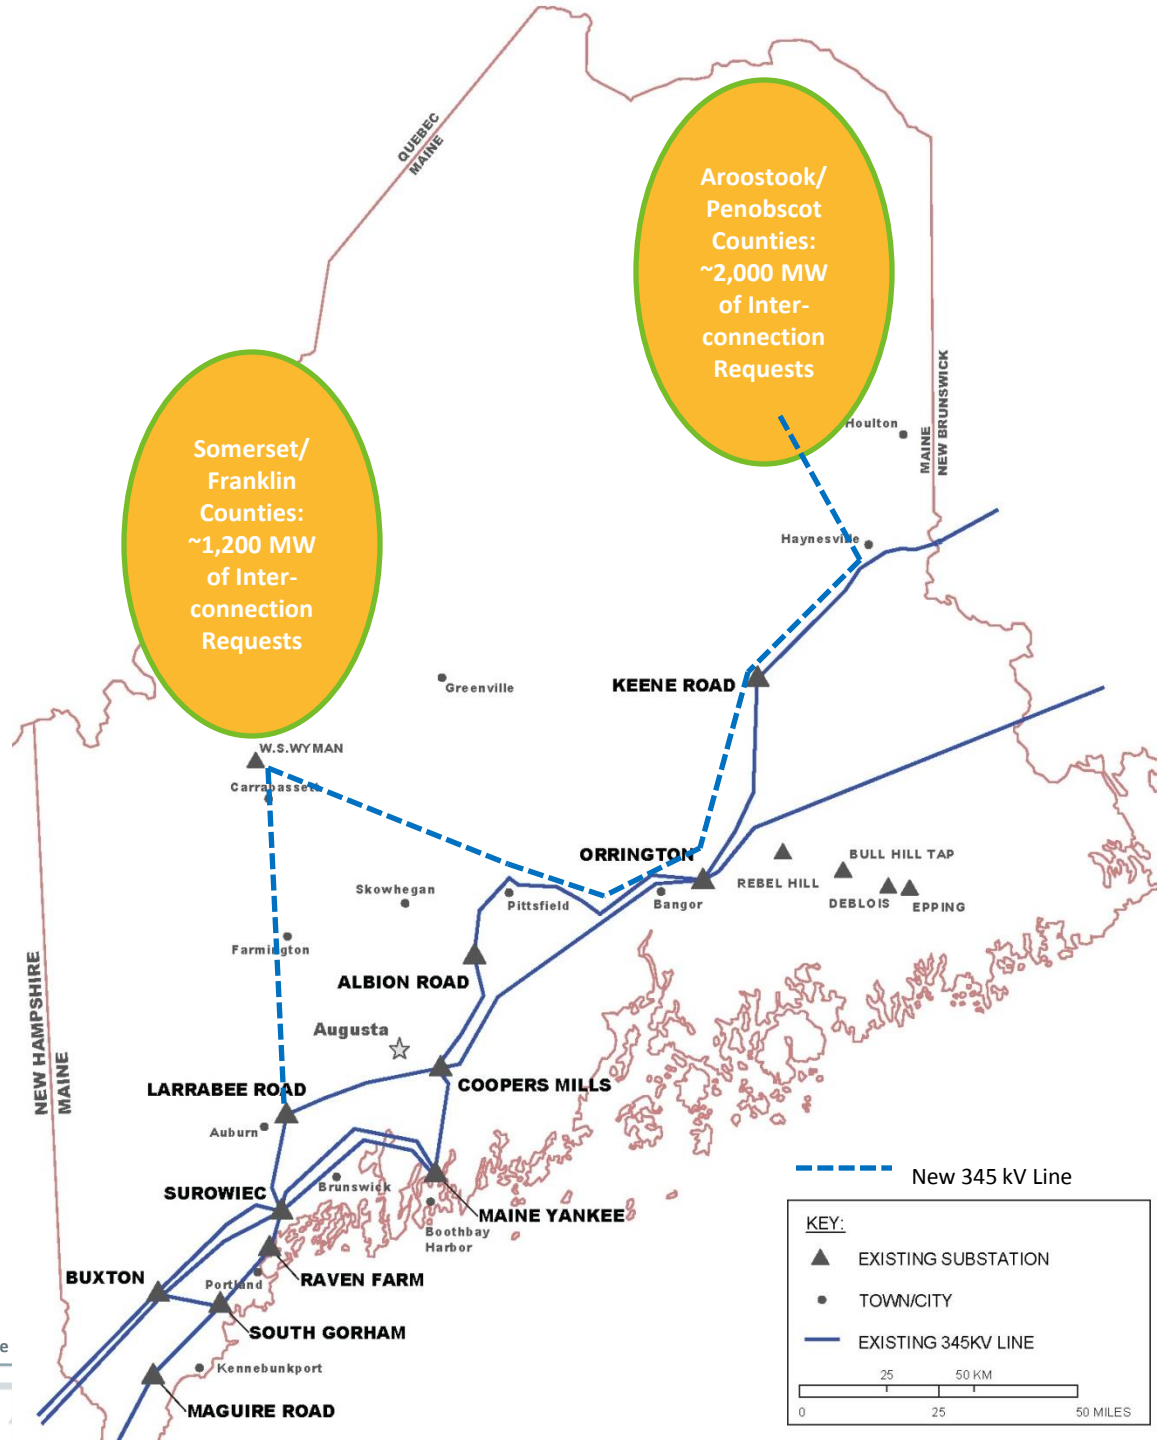 QUEBEC
MAINE
Aroostook/
Penobscot
Counties:
~2,000 MW
of Inter-
connection
Requests
Houlton
MAINE
NEW BRUNSWICK
Somerset/
Franklin
Counties:
~1,200 MW
of Inter-
connection
Requests
Haynesville
KEENE ROAD
Greenville
W.S.WYMAN
Carrabassett
ORRINGTON
REBEL HILL
BULL HILL TAP
DEBLOIS
EPPING
Skowhegan
Pittsfield
Bangor
Farmington
ALBION ROAD
NEW HAMPSHIRE
MAINE
Augusta
COOPERS MILLS
LARRABEE ROAD
Auburn
SUROWIEC
Brunswick
MAINE YANKEE
Boothbay
Harbor
BUXTON
Portland
RAVEN FARM
SOUTH GORHAM
Kennebunkport
MAGUIRE ROAD
e
New 345 kV Line
KEY:
EXISTING SUBSTATION
TOWN/CITY
EXISTING 345KV LINE
25 50 KM
0 25 50 MILES